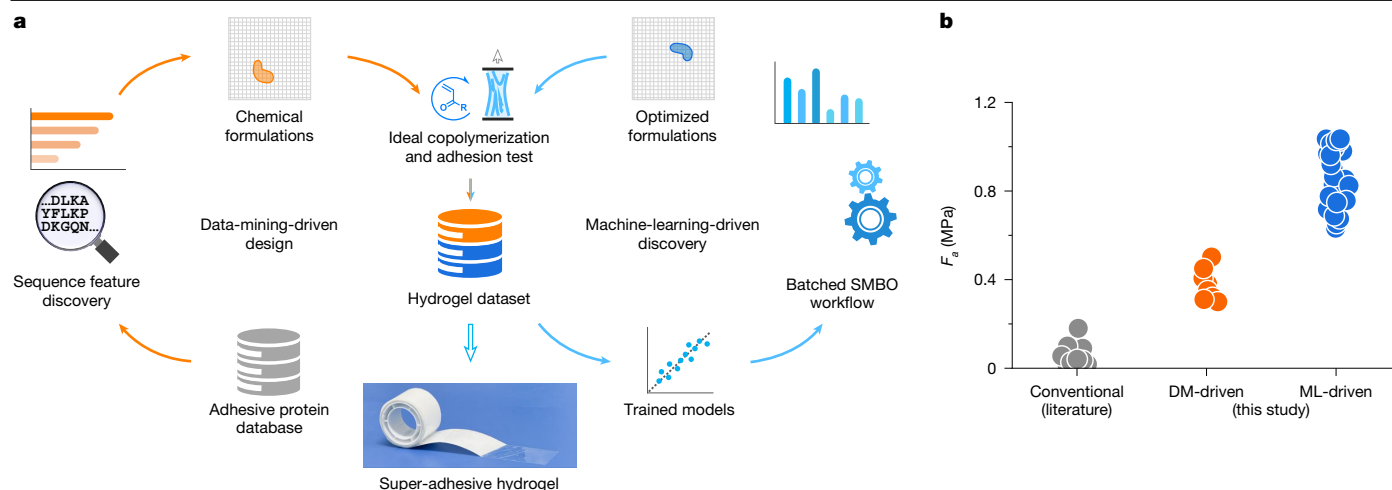 a
Chemical
formulations
Ideal copolymerization
and adhesion test
O
R
Optimized
formulations
...DLKA
YFLKP
DKGQN...
Sequence feature
discovery
Data-mining-driven
design
Hydrogel dataset
Machine-learning-driven
discovery
Batched SMBO
workflow
Adhesive protein
database
Trained models
Super-adhesive hydrogel
b
Fa (MPa)
1.2
0.8
0.4
0
Conventional
(literature)
DM-driven
ML-driven
(this study)